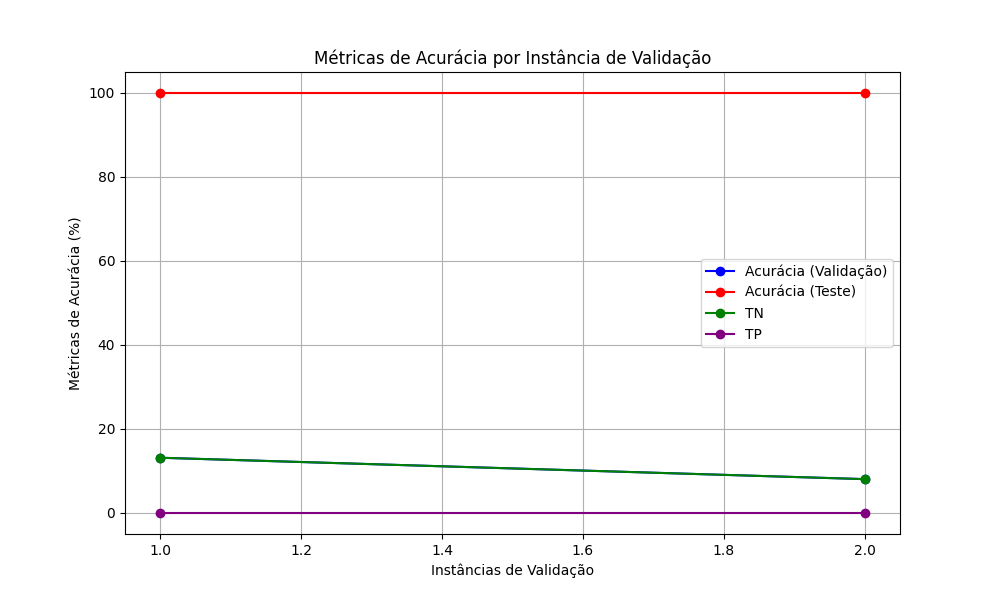 Métricas de Acurácia por Instância de Validação
Métricas de Acurácia (%)
100
80
60
40
20
0
Acurácia (Validação)
Acurácia (Teste)
TN
TP
1.0 1.2 1.4 1.6 1.8 2.0
Instâncias de Validação